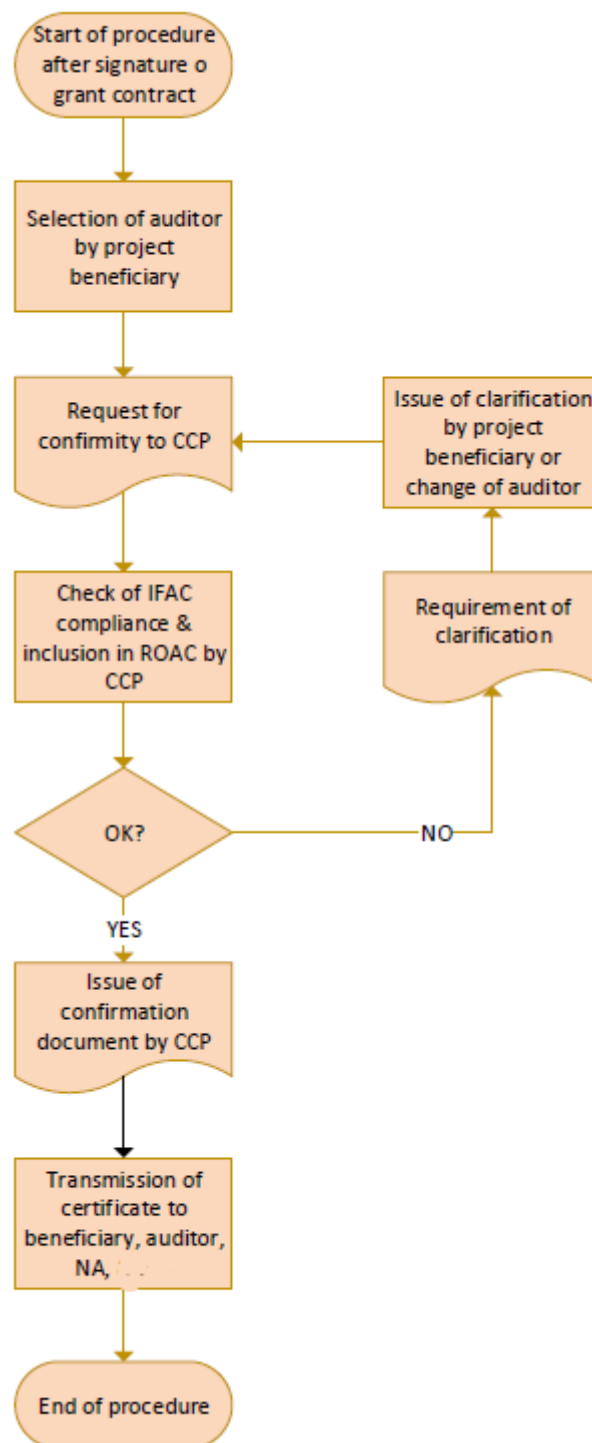 Start of procedure
after signature o
grant contract
Selection of auditor
by project
beneficiary
Request for
confirmity to CCP
Issue of clarification
by project
beneficiary or
change of auditor
Check of IFAC
compliance &
inclusion in ROAC by
CCP
Requirement of
clarification
OK?
NO
YES
Issue of
confirmation
document by CCP
Transmission of
certificate to
beneficiary, auditor,
NA,
End of procedure